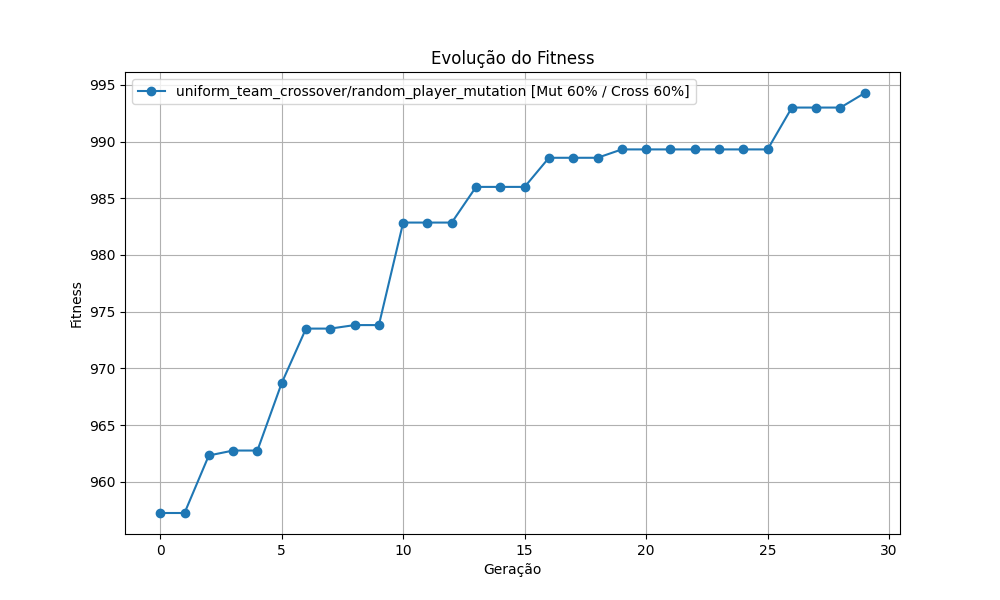 Evolução do Fitness
uniform_team_crossover/random_player_mutation [Mut 60% / Cross 60%]
995
990
985
980
975
970
965
960
Fitness
0 5 10 15 20 25 30
Geração